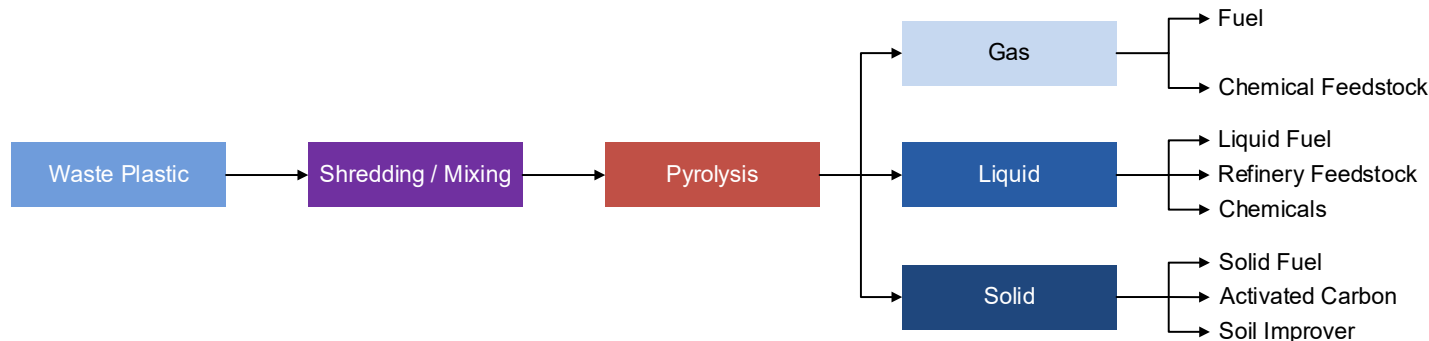 Waste Plastic
Shredding / Mixing
Pyrolysis
Gas
Fuel
Chemical Feedstock
Liquid
Liquid Fuel
Refinery Feedstock
Chemicals
Solid
Solid Fuel
Activated Carbon
Soil Improver